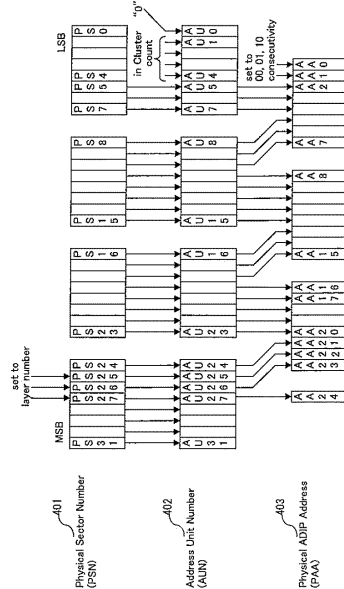 set to
layer number
MSB
LSB
401
Physical Sector Number
(PSN)
PS31 PS27 PS26 PS25 PS24 PS23 PS16 PS15 PS8 PS7 PS5 PS4 PS0
"0"
in Cluster
count
402
Address Unit Number
(AUN)
AU31 AU27 AU26 AU25 AU24 AU23 AU16 AU15 AU8 AU7 AU5 AU4 AU1 AU0
set to
00, 01, 10
consecutivity
403
Physical ADIP Address
(PAA)
AA24 AA23 AA22 AA21 AA20 AA17 AA16 AA15 AA8 AA7 AA2 AA1 AA0